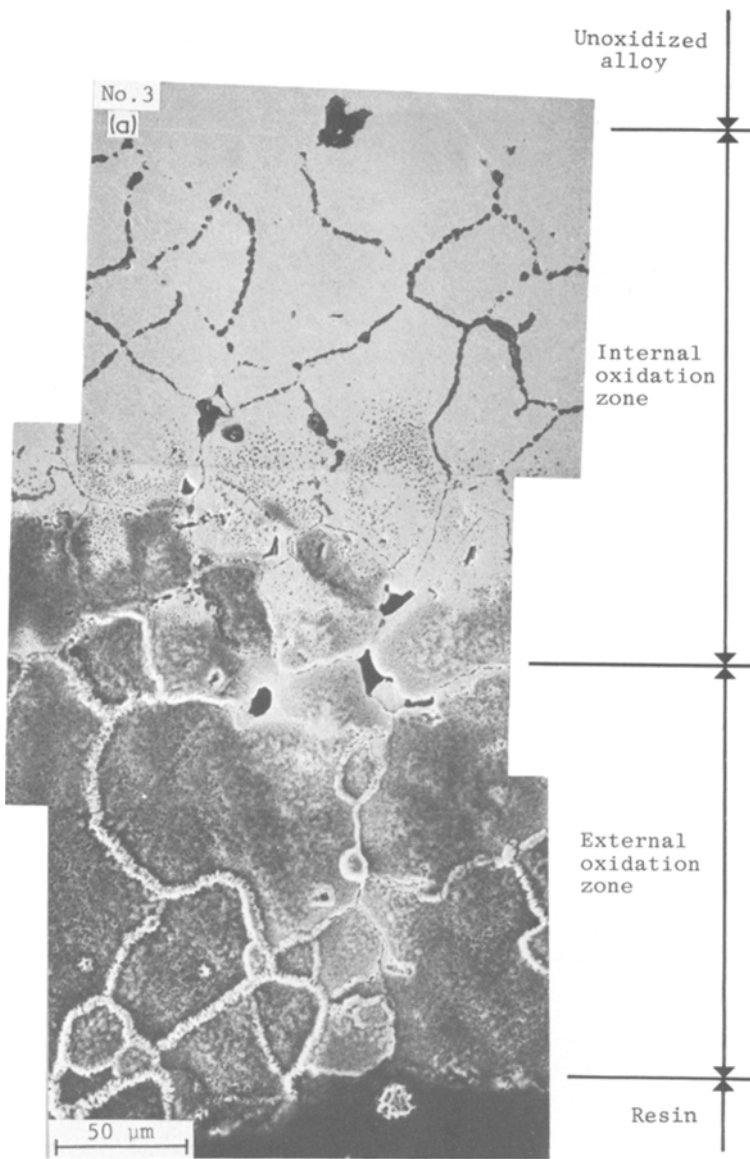 Unoxidized
alloy
No.3
(a)
Internal
oxidation
zone
External
oxidation
zone
Resin
50 μm